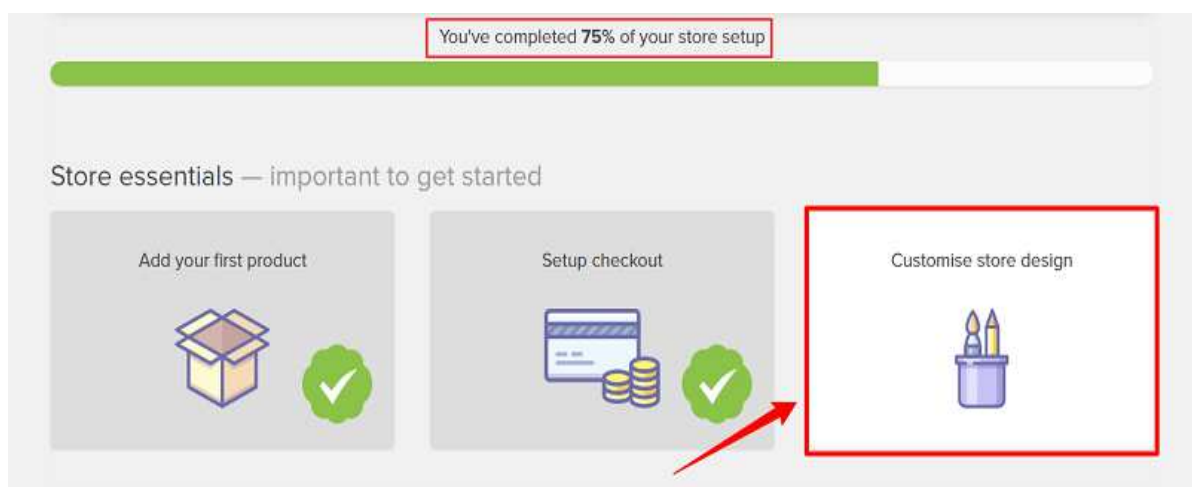 You've completed 75% of your store setup
Store essentials — important to get started
Add your first product
Setup checkout
Customise store design